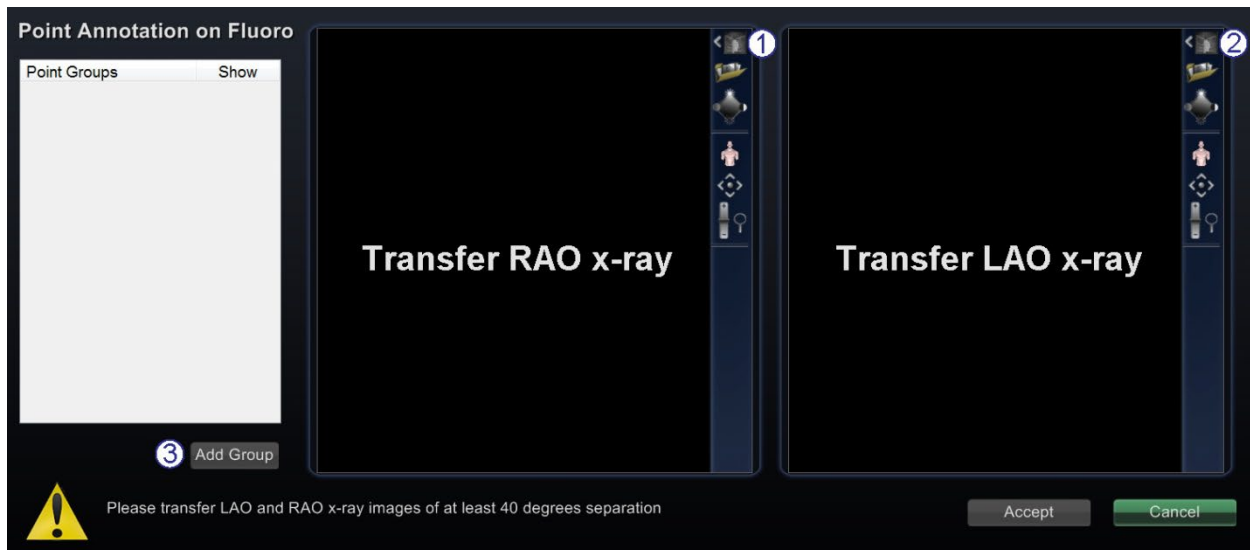 Point Annotation on Fluoro
Point Groups Show
1
2
Transfer RAO x-ray
Transfer LAO x-ray
3 Add Group
Please transfer LAO and RAO x-ray images of at least 40 degrees separation
Accept
Cancel